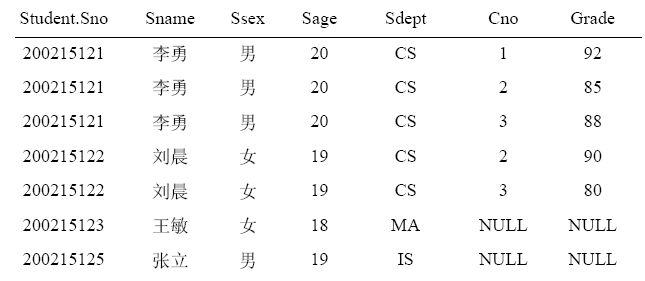 Student.Sno Sname Ssex Sage Sdept Cno Grade
200215121 李勇 男 20 CS 1 92
200215121 李勇 男 20 CS 2 85
200215121 李勇 男 20 CS 3 88
200215122 刘晨 女 19 CS 2 90
200215122 刘晨 女 19 CS 3 80
200215123 王敏 女 18 MA NULL NULL
200215125 张立 男 19 IS NULL NULL